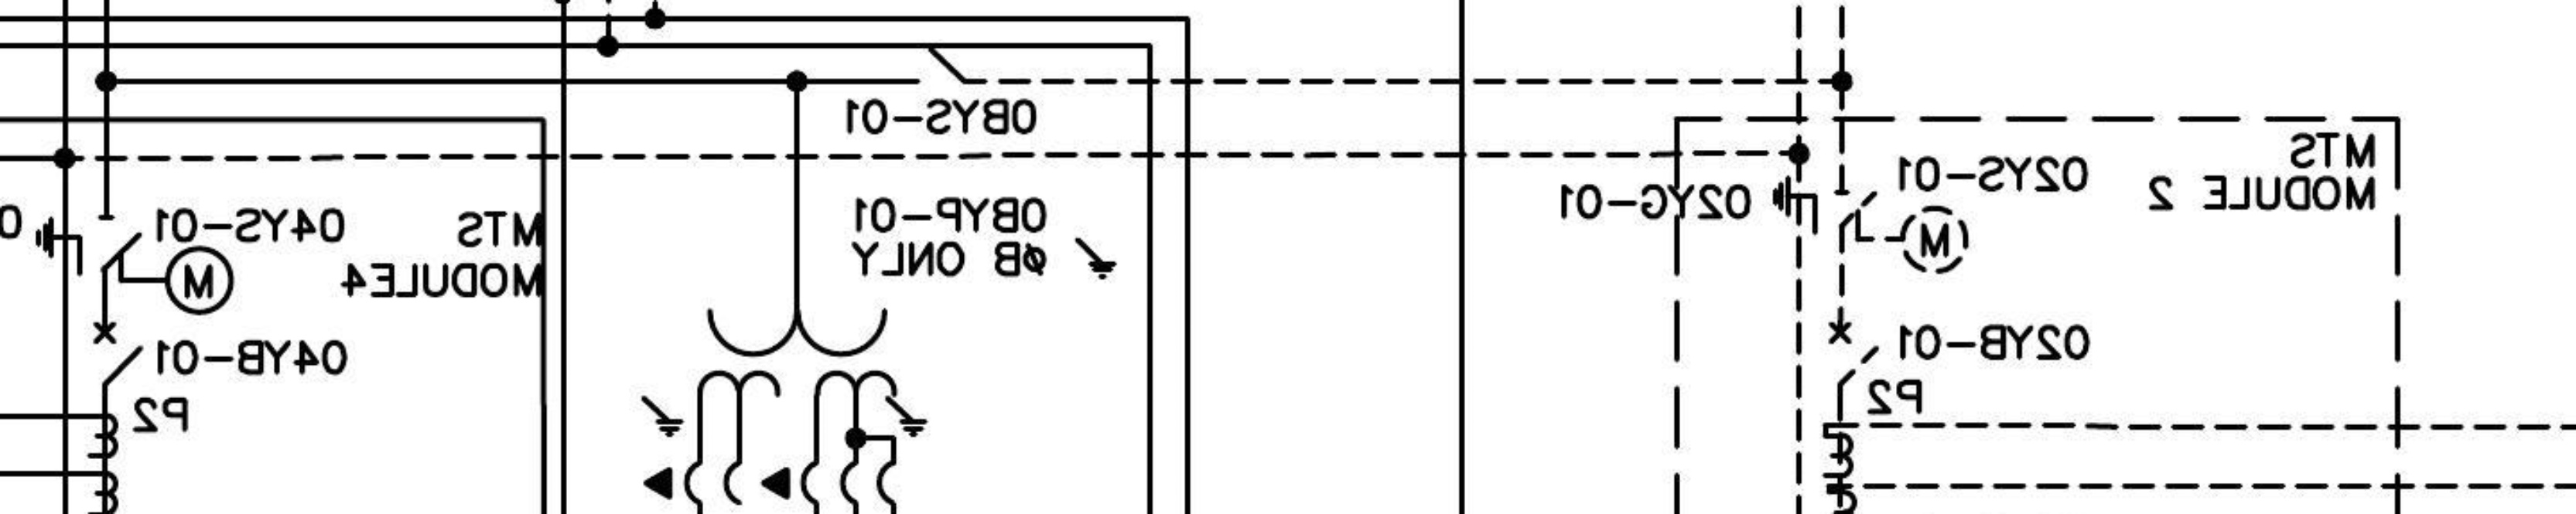 0BYS-01
MTS
MODULE 2
02YS-01
02YG-01
0BYP-01
ØB ONLY
04YS-01
MTS
MODULE4
0
M
M
04YB-01
02YB-01
P2
P2